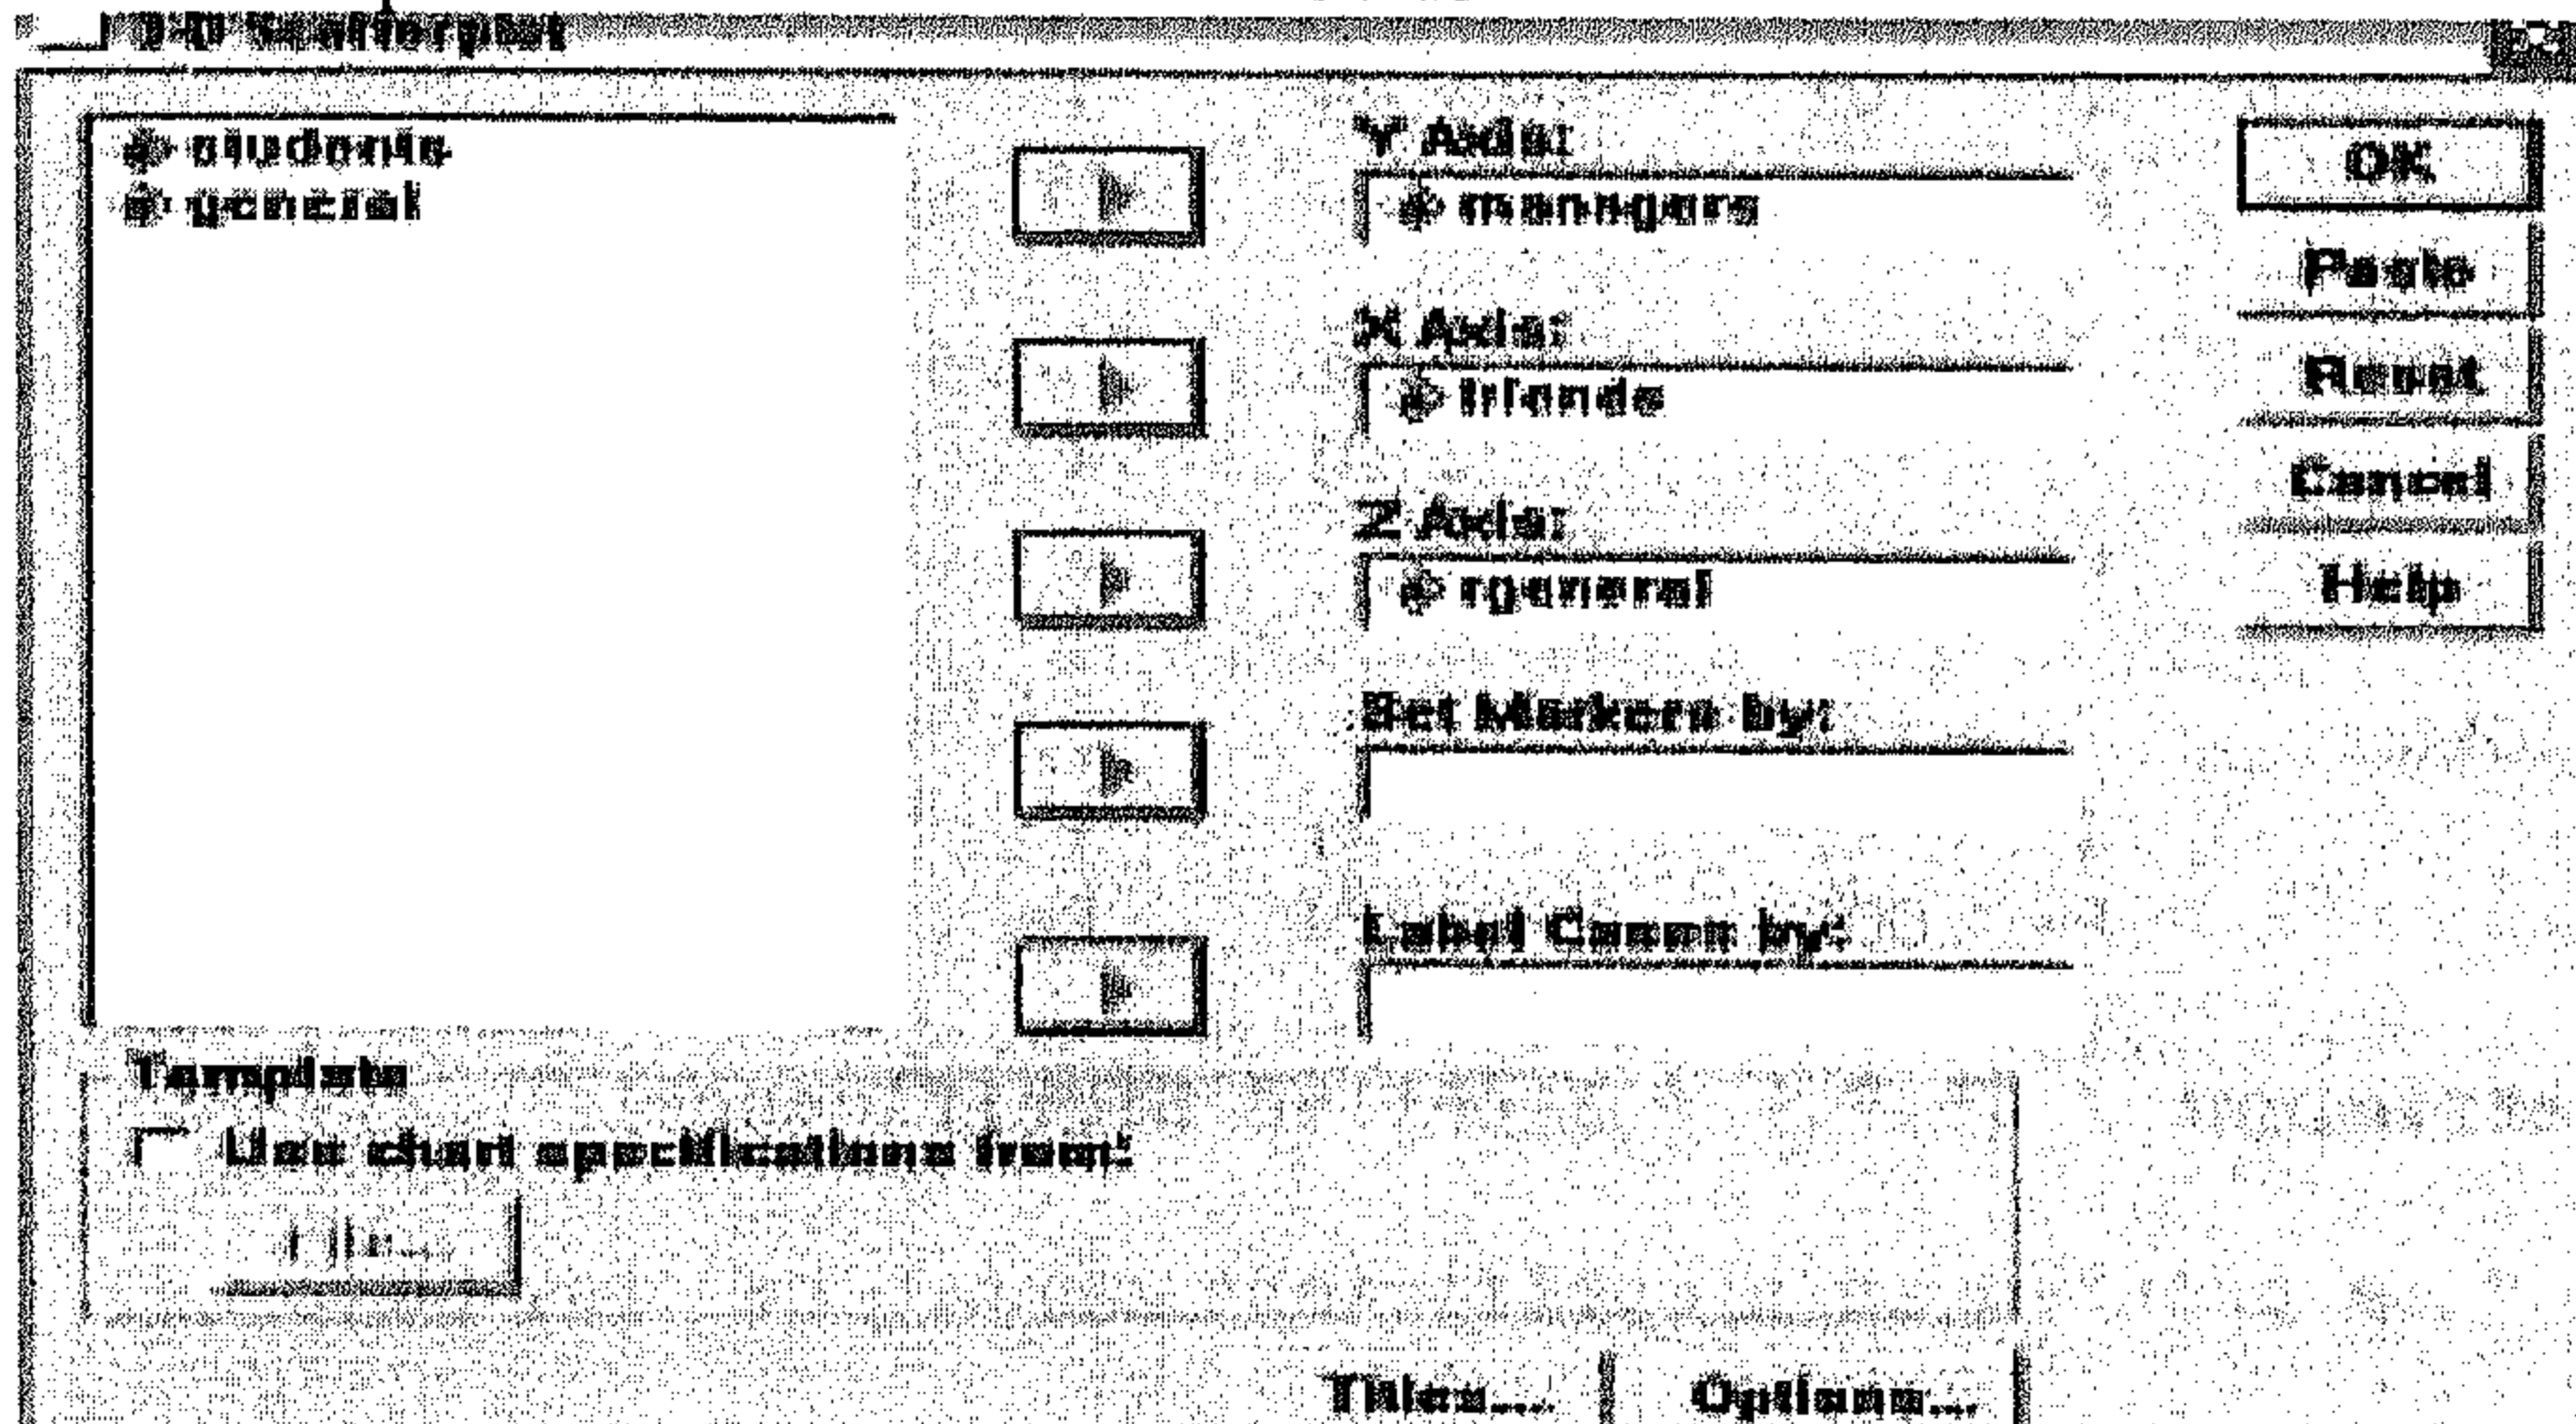 3-D Scatterplot
students
general
Y Axis:
managers
X Axis:
friends
Z Axis:
rgeneral
Set Markers by:
Label Cases by:
OK
Paste
Reset
Cancel
Help
Template
Use chart specifications from:
File...
Titles...
Options...